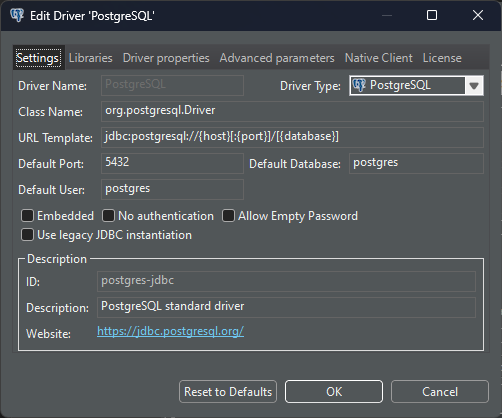 Edit Driver 'PostgreSQL'
Settings Libraries Driver properties Advanced parameters Native Client License
Driver Name: PostgreSQL Driver Type: PostgreSQL
Class Name: org.postgresql.Driver
URL Template: jdbc:postgresql://{host}[:{port}]/[{database}]
Default Port: 5432 Default Database: postgres
Default User: postgres
Embedded No authentication Allow Empty Password
Use legacy JDBC instantiation
Description
ID: postgres-jdbc
Description: PostgreSQL standard driver
Website: https://jdbc.postgresql.org/
Reset to Defaults OK Cancel